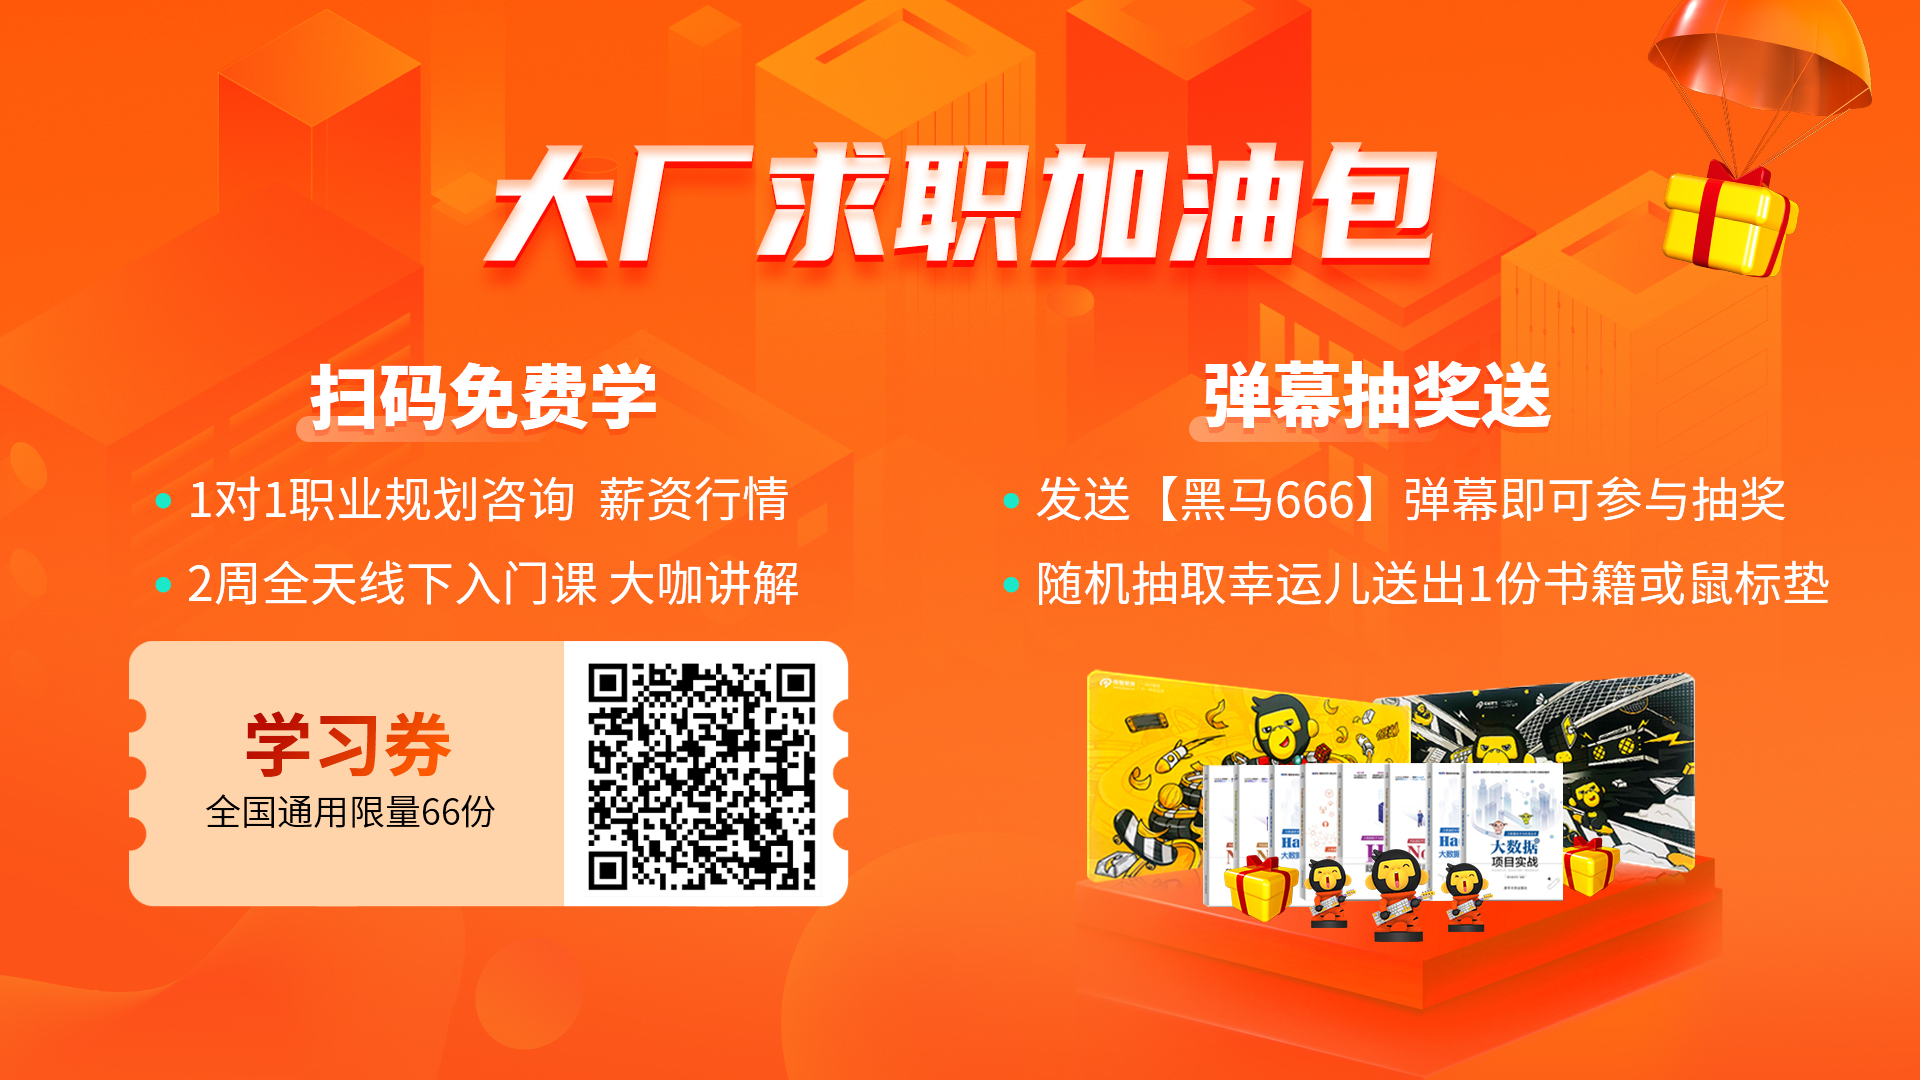 大厂求职加油包
扫码免费学
1对1职业规划咨询 薪资行情
2周全天线下入门课 大咖讲解
学习券
全国通用限量66份
弹幕抽奖送
发送【黑马666】弹幕即可参与抽奖
随机抽取幸运儿送出1份书籍或鼠标垫
大数据
项目实战